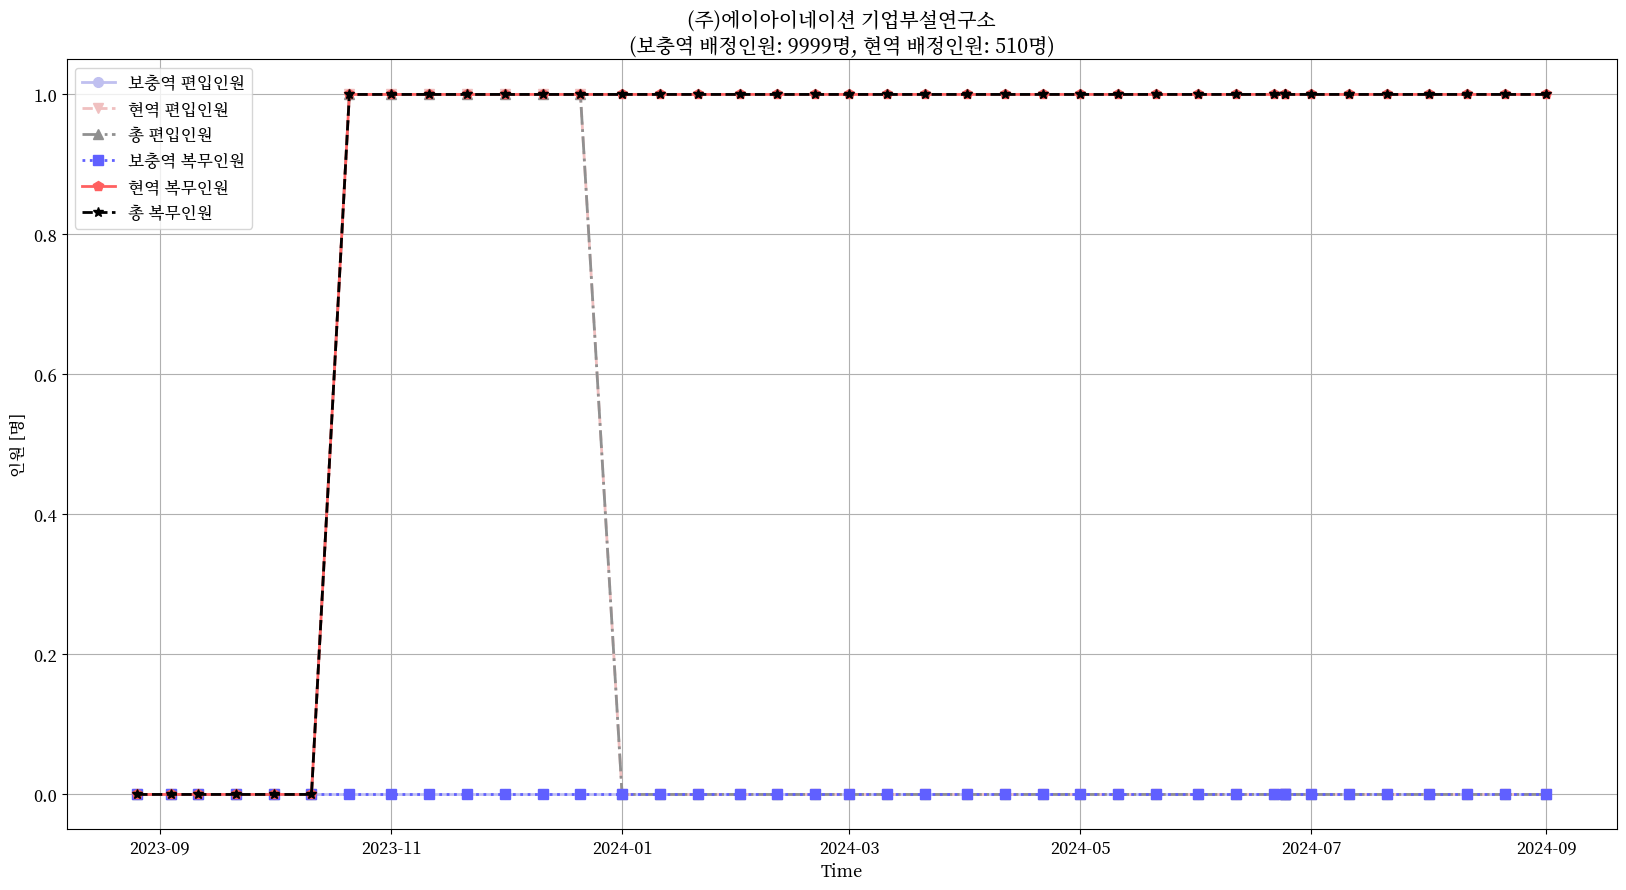 (주)에이아이네이션 기업부설연구소
(보충역 배정인원: 9999명, 현역 배정인원: 510명)
보충역 편입인원
현역 편입인원
총 편입인원
보충역 복무인원
현역 복무인원
총 복무인원
1.0
0.8
0.6
0.4
0.2
0.0
인원 [명]
2023-09
2023-11
2024-01
2024-03
2024-05
2024-07
2024-09
Time